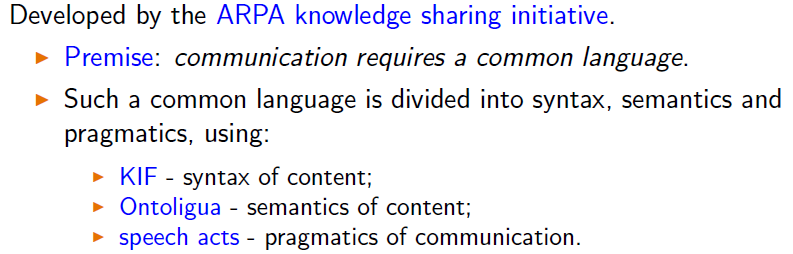 Developed by the ARPA knowledge sharing initiative.
▶ Premise: communication requires a common language.
▶ Such a common language is divided into syntax, semantics and
pragmatics, using:
▶ KIF - syntax of content;
▶ Ontoligua - semantics of content;
▶ speech acts - pragmatics of communication.